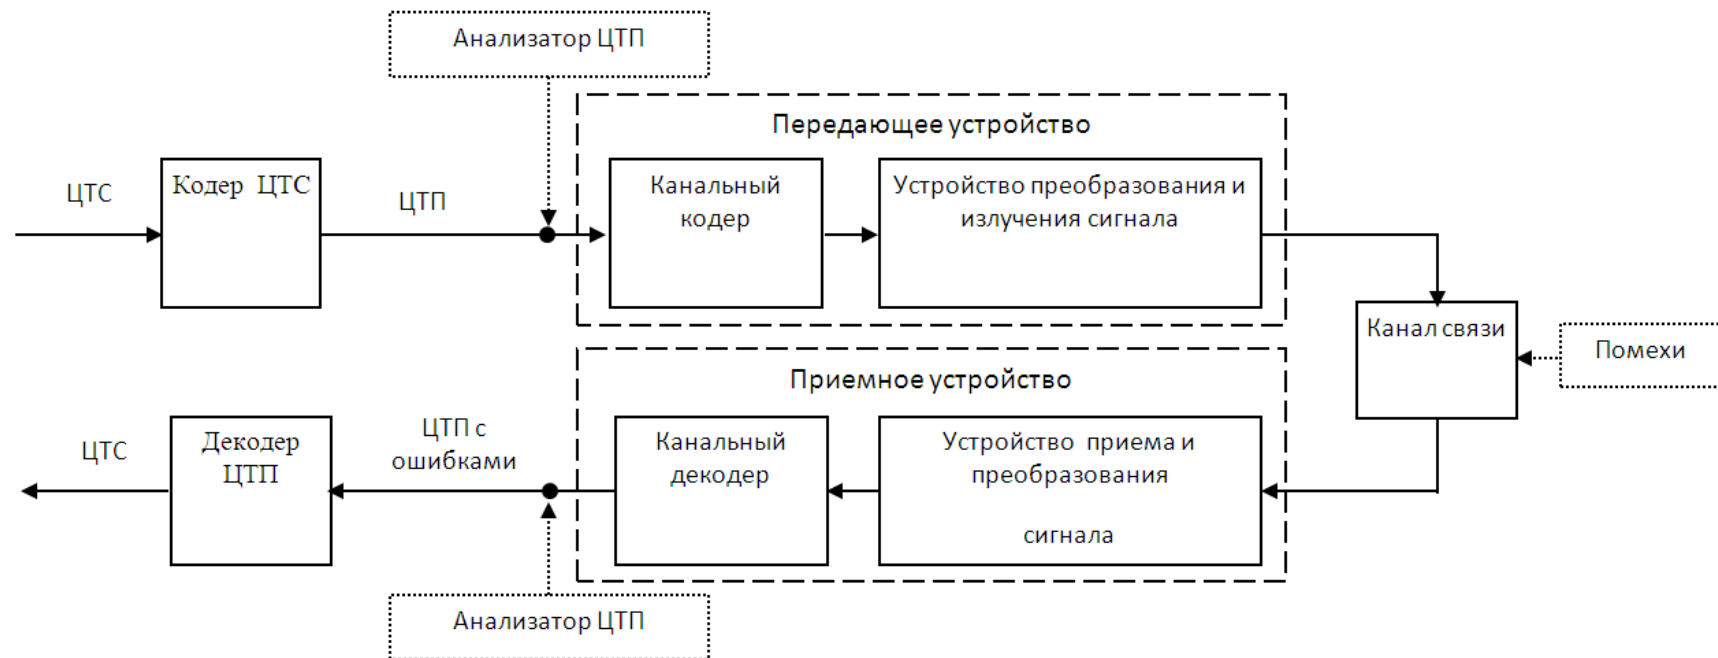 Анализатор ЦТП
Передающее устройство
ЦТС
Кодер ЦТС
ЦТП
Канальный
кодер
Устройство преобразования и
излучения сигнала
Канал связи
Помехи
Приемное устройство
ЦТС
Декодер
ЦТП
ЦТП с
ошибками
Канальный
декодер
Устройство приема и
преобразования
сигнала
Анализатор ЦТП